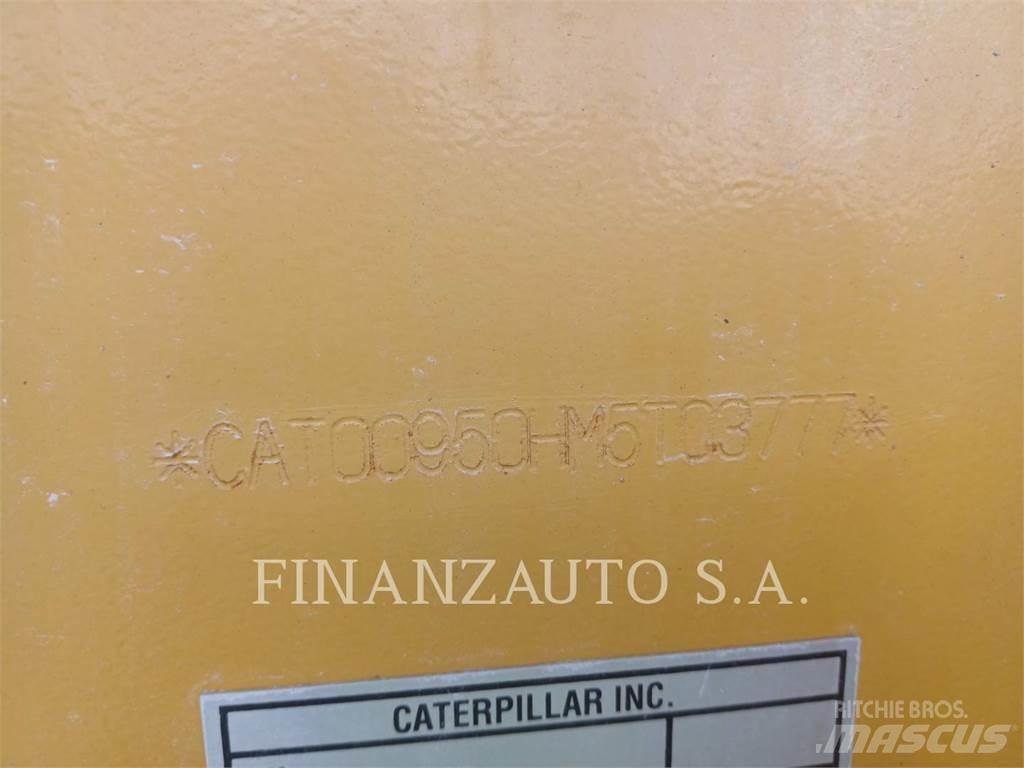 *CAT00950HM5T03777*
FINANZAUTO S.A.
CATERPILLAR INC.
RITCHIE BROS.
MASCUS